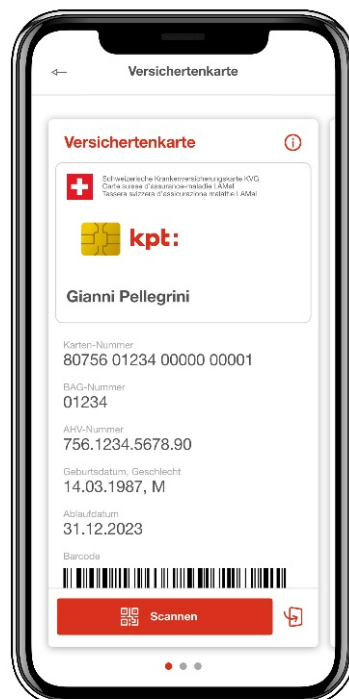 Versichertenkarte
Versichertenkarte
Schweizerische Krankenversicherungskarte KVG
Carte suisse d'assurance-maladie LAMal
Tessera svizzera d'assicurazione malattie LAMal
kpt:
Gianni Pellegrini
Karten-Nummer
80756 01234 00000 00001
BAG-Nummer
01234
AHV-Nummer
756.1234.5678.90
Geburtsdatum, Geschlecht
14.03.1987, M
Ablaufdatum
31.12.2023
Barcode
Scannen